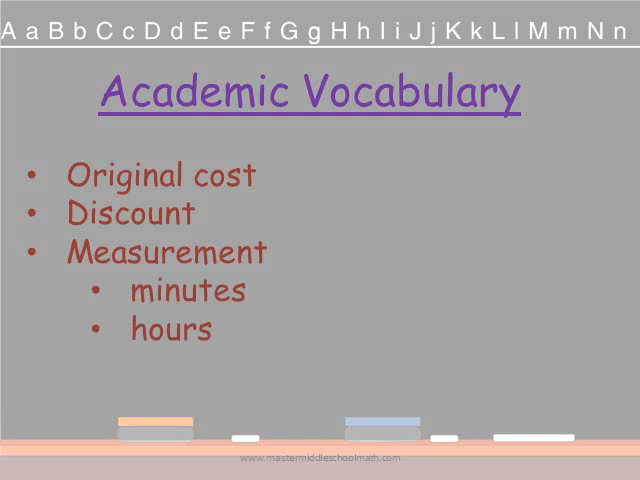 A a B b C c D d E e F f G g H h I i J j K k L l M m N n
Academic Vocabulary
• Original cost
• Discount
• Measurement
• minutes
• hours
www.mastermiddleschoolmath.com